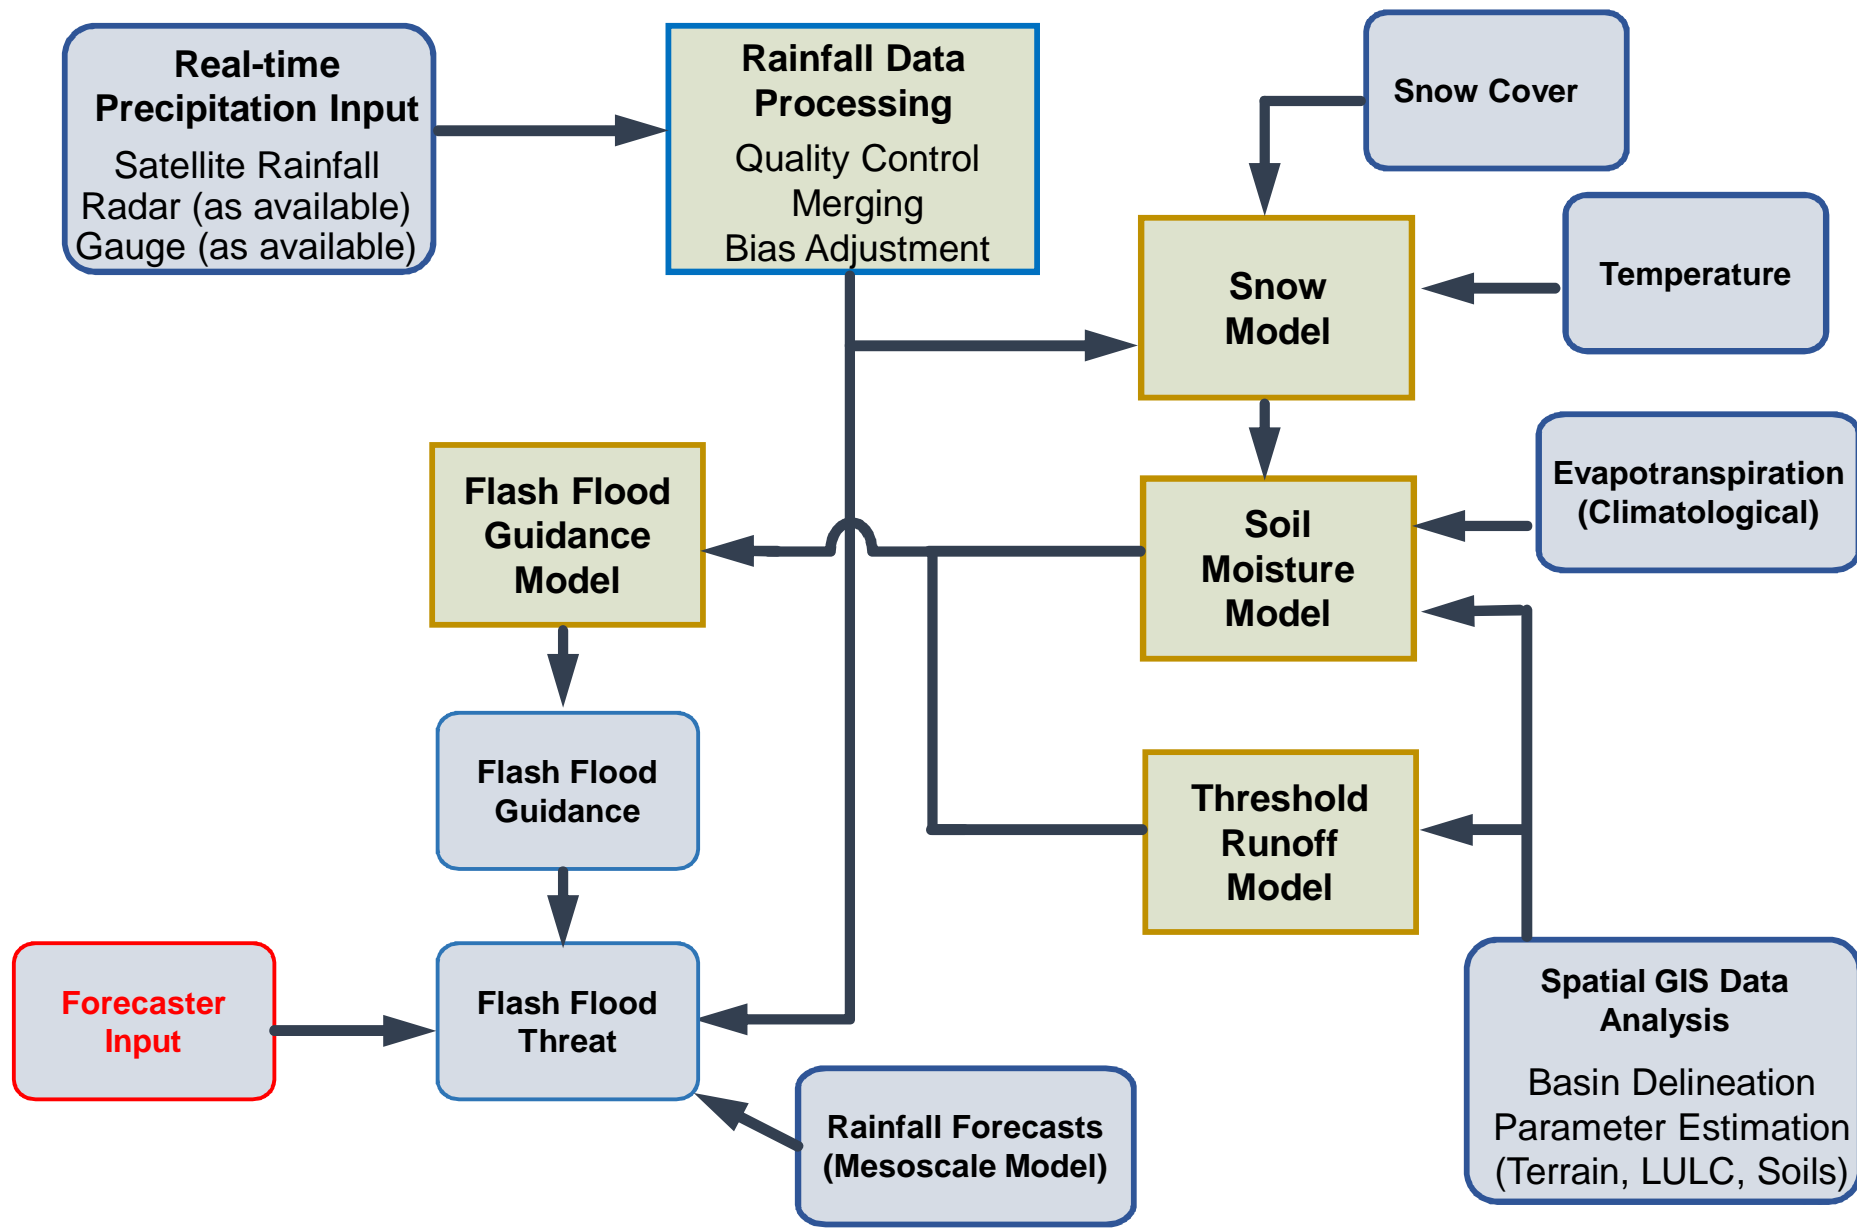 Real-time
Precipitation Input
Satellite Rainfall
Radar (as available)
Gauge (as available)
Rainfall Data
Processing
Quality Control
Merging
Bias Adjustment
Snow Cover
Temperature
Snow
Model
Evapotranspiration
(Climatological)
Flash Flood
Guidance
Model
Soil
Moisture
Model
Flash Flood
Guidance
Threshold
Runoff
Model
Forecaster
Input
Flash Flood
Threat
Rainfall Forecasts
(Mesoscale Model)
Spatial GIS Data
Analysis
Basin Delineation
Parameter Estimation
(Terrain, LULC, Soils)